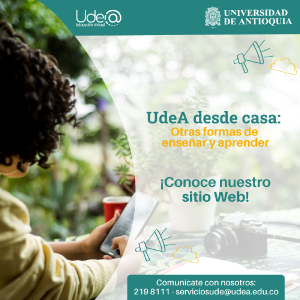 Ude@
Educación Virtual
UNIVERSIDAD
DE ANTIOQUIA
UdeA desde casa:
Otras formas de
enseñar y aprender
¡Conoce nuestro
sitio Web!
Comunícate con nosotros:
219 8111 - serviciosude@udea.edu.co